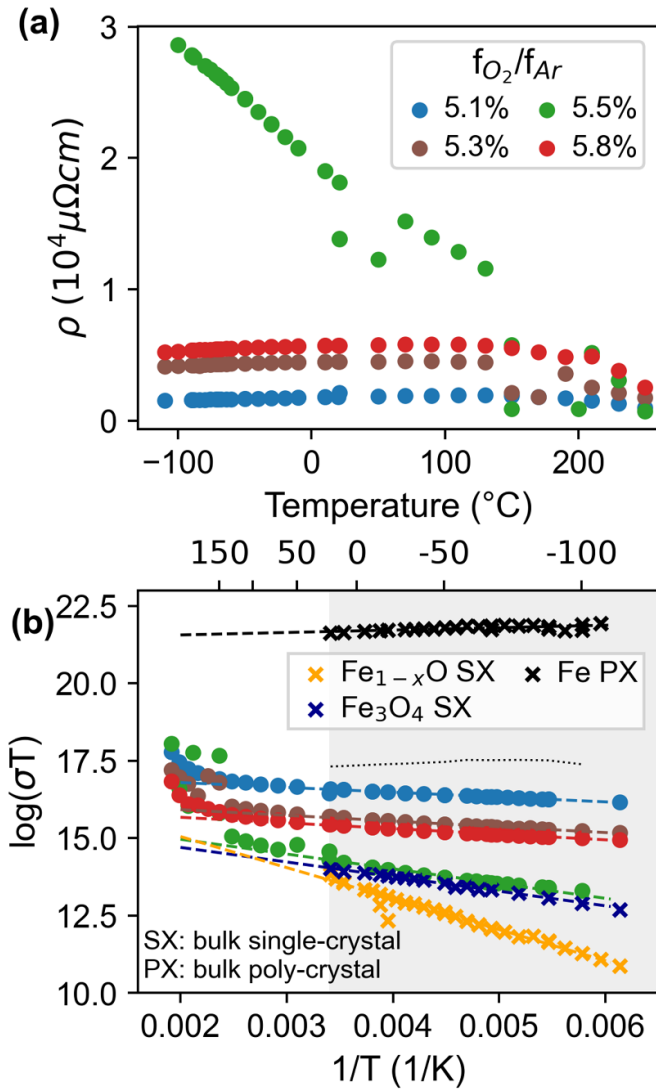 (a)
3
2
1
0
ρ (10⁴μΩcm)
f_O₂/f_Ar
5.1% 5.5%
5.3% 5.8%
−100 0 100 200
Temperature (°C)
150 50 0 -50 -100
(b)
22.5
20.0
17.5
15.0
12.5
10.0
log(σT)
Fe₁₋ₓO SX Fe PX
Fe₃O₄ SX
SX: bulk single-crystal
PX: bulk poly-crystal
0.002 0.003 0.004 0.005 0.006
1/T (1/K)